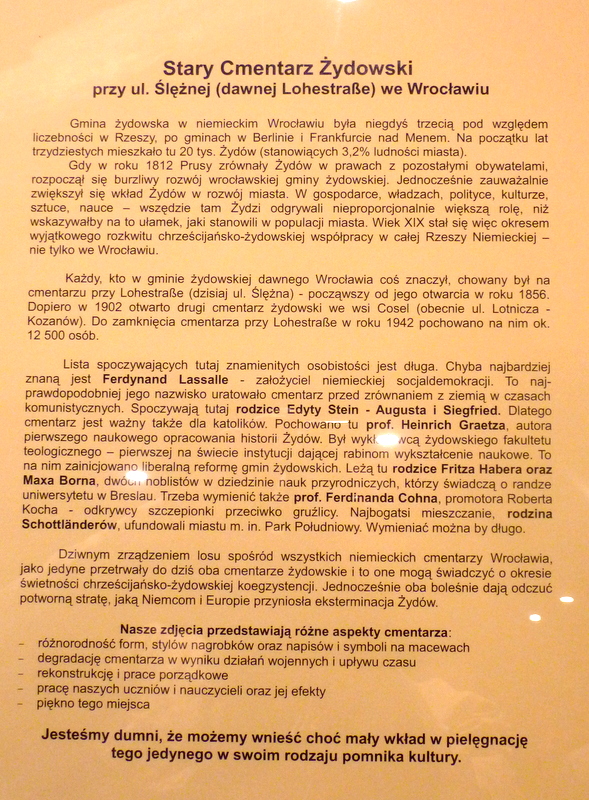 Stary Cmentarz Żydowski
przy ul. Ślężnej (dawnej Lohestraße) we Wrocławiu
Gmina żydowska w niemieckim Wrocławiu była niegdyś trzecią pod względem
liczebności w Rzeszy, po gminach w Berlinie i Frankfurcie nad Menem. Na początku lat
trzydziestych mieszkało tu 20 tys. Żydów (stanowiących 3,2% ludności miasta).
Gdy w roku 1812 Prusy zrównały Żydów w prawach z pozostałymi obywatelami,
rozpoczął się burzliwy rozwój wrocławskiej gminy żydowskiej. Jednocześnie zauważalnie
zwiększył się wkład Żydów w rozwój miasta. W gospodarce, władzach, polityce, kulturze,
sztuce, nauce – wszędzie tam Żydzi odgrywali nieproporcjonalnie większą rolę, niż
wskazywałby na to ułamek, jaki stanowili w populacji miasta. Wiek XIX stał się więc okresem
wyjątkowego rozkwitu chrześcijańsko-żydowskiej współpracy w całej Rzeszy Niemieckiej –
nie tylko we Wrocławiu.
Każdy, kto w gminie żydowskiej dawnego Wrocławia coś znaczył, chowany był na
cmentarzu przy Lohestraße (dzisiaj ul. Ślężna) - począwszy od jego otwarcia w roku 1856.
Dopiero w 1902 otwarto drugi cmentarz żydowski we wsi Cosel (obecnie ul. Lotnicza -
Kozanów). Do zamknięcia cmentarza przy Lohestraße w roku 1942 pochowano na nim ok.
12 500 osób.
Lista spoczywających tutaj znamienitych osobistości jest długa. Chyba najbardziej
znaną jest Ferdynand Lassalle - założyciel niemieckiej socjaldemokracji. To naj-
prawdopodobniej jego nazwisko uratowało cmentarz przed zrównaniem z ziemią w czasach
komunistycznych. Spoczywają tutaj rodzice Edyty Stein - Augusta i Siegfried. Dlatego
cmentarz jest ważny także dla katolików. Pochowano tu prof. Heinrich Graetza, autora
pierwszego naukowego opracowania historii Żydów. Był wykładowcą żydowskiego fakultetu
teologicznego – pierwszej na świecie instytucji dającej rabinom wykształcenie naukowe. To
na nim zainicjowano liberalną reformę gmin żydowskich. Leżą tu rodzice Fritza Habera oraz
Maxa Borna, dwóch noblistów w dziedzinie nauk przyrodniczych, którzy świadczą o randze
uniwersytetu w Breslau. Trzeba wymienić także prof. Ferdinanda Cohna, promotora Roberta
Kocha - odkrywcy szczepionki przeciwko gruźlicy. Najbogatsi mieszczanie, rodzina
Schottländerów, ufundowali miastu m. in. Park Południowy. Wymieniać można by długo.
Dziwnym zrządzeniem losu spośród wszystkich niemieckich cmentarzy Wrocławia,
jako jedyne przetrwały do dziś oba cmentarze żydowskie i to one mogą świadczyć o okresie
świetności chrześcijańsko-żydowskiej koegzystencji. Jednocześnie oba boleśnie dają odczuć
potworną stratę, jaką Niemcom i Europie przyniosła eksterminacja Żydów.
Nasze zdjęcia przedstawiają różne aspekty cmentarza:
– różnorodność form, stylów nagrobków oraz napisów i symboli na macewach
– degradację cmentarza w wyniku działań wojennych i upływu czasu
– rekonstrukcję i prace porządkowe
– pracę naszych uczniów i nauczycieli oraz jej efekty
– piękno tego miejsca
Jesteśmy dumni, że możemy wnieść choć mały wkład w pielęgnację
tego jedynego w swoim rodzaju pomnika kultury.